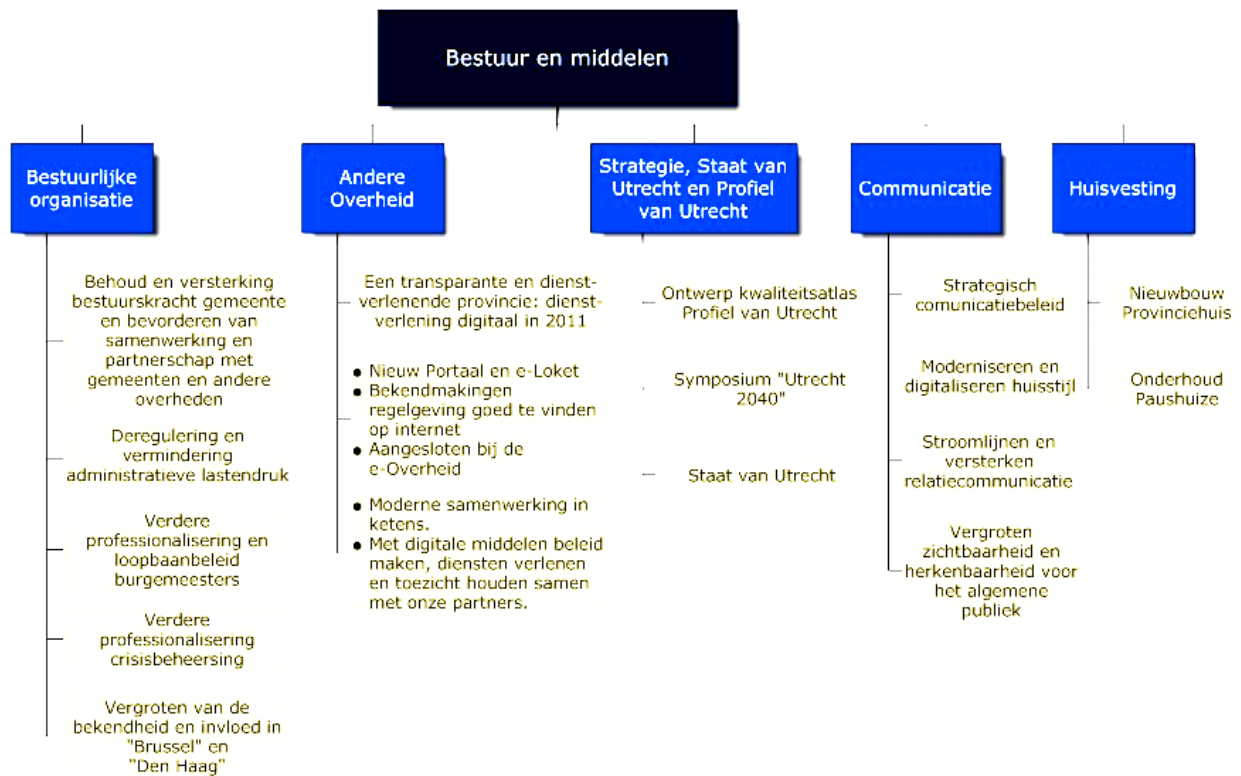 Bestuur en middelen
Bestuurlijke
organisatie
Behoud en versterking
bestuurskracht gemeente
en bevorderen van
samenwerking en
partnerschap met
gemeenten en andere
overheden
Deregulering en
vermindering
administratieve lastendruk
Verdere
professionalisering en
loopbaanbeleid
burgemeesters
Verdere
professionalisering
crisisbeheersing
Vergroten van de
bekendheid en invloed in
"Brussel" en
"Den Haag"
Andere
Overheid
Een transparante en dienst-
verlenende provincie: dienst-
verlening digitaal in 2011
● Nieuw Portaal en e-Loket
● Bekendmakingen
regelgeving goed te vinden
op internet
● Aangesloten bij de
e-Overheid
● Moderne samenwerking in
ketens.
● Met digitale middelen beleid
maken, diensten verlenen
en toezicht houden samen
met onze partners.
Strategie, Staat van
Utrecht en Profiel
van Utrecht
Ontwerp kwaliteitsatlas
Profiel van Utrecht
Symposium "Utrecht
2040"
Staat van Utrecht
Communicatie
Strategisch
comunicatiebeleid
Moderniseren en
digitaliseren huisstijl
Stroomlijnen en
versterken
relatiecommunicatie
Vergroten
zichtbaarheid en
herkenbaarheid voor
het algemene
publiek
Huisvesting
Nieuwbouw
Provinciehuis
Onderhoud
Paushuize